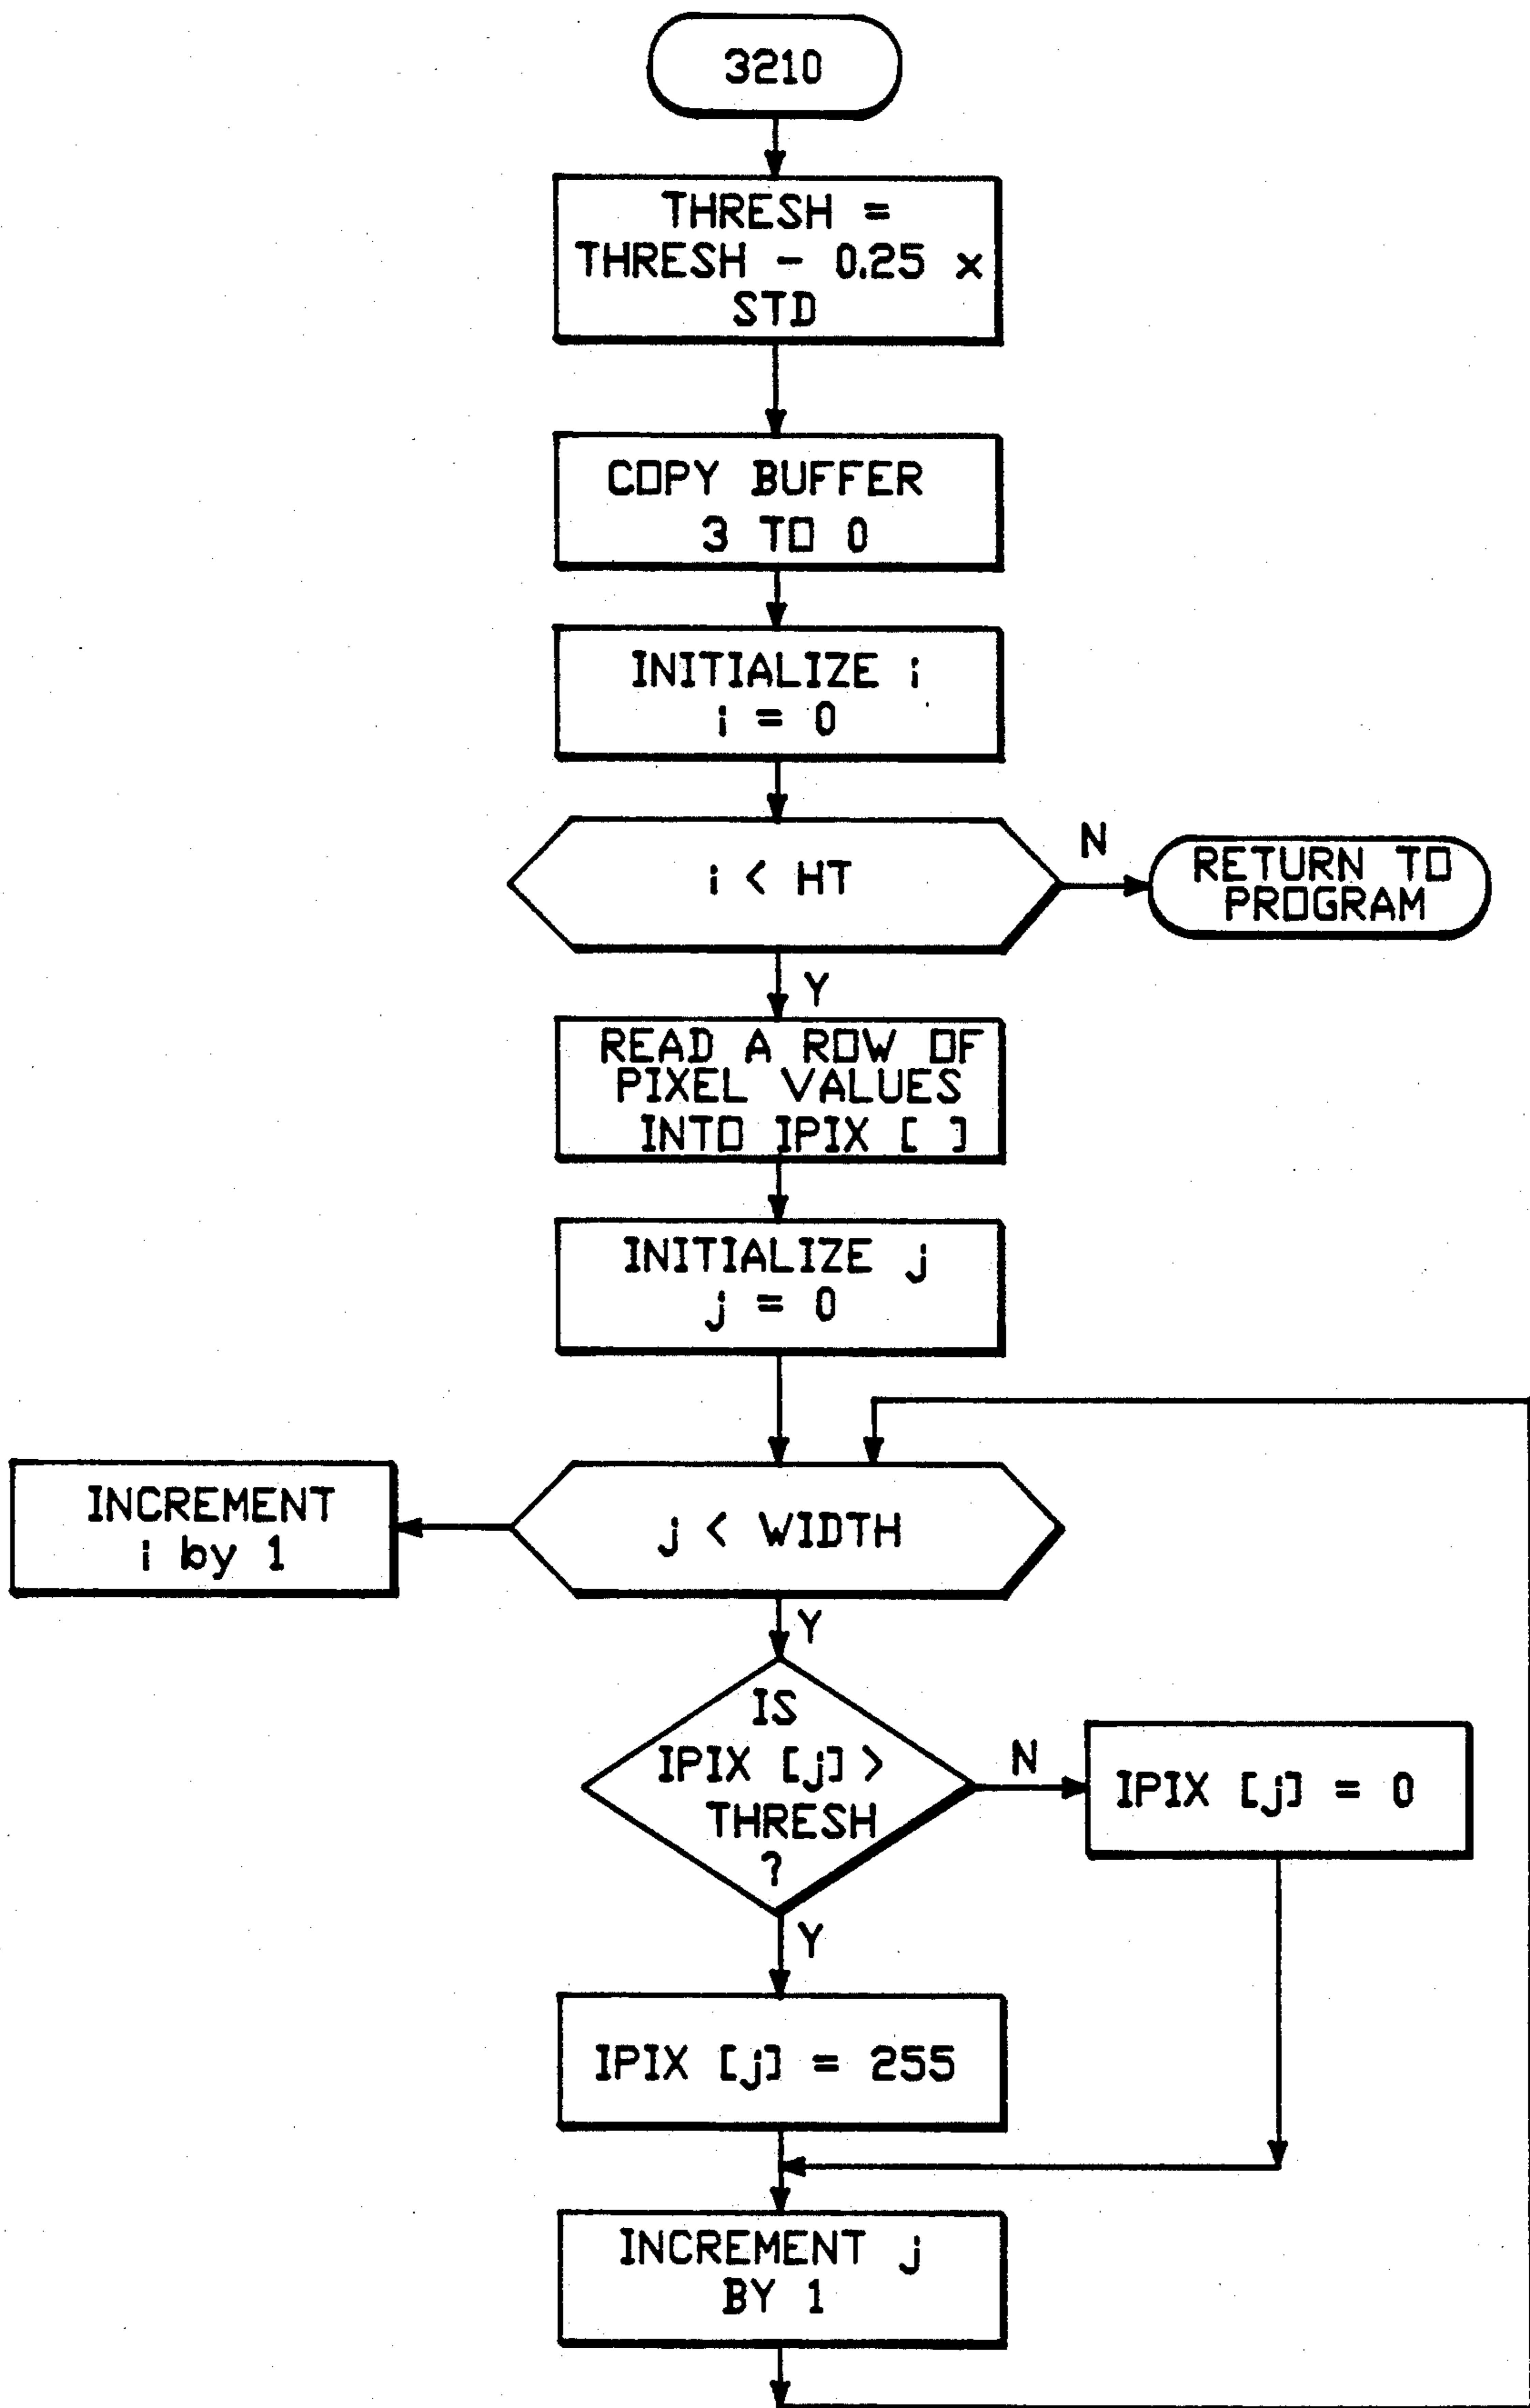 3210
THRESH =
THRESH - 0.25 x
STD
COPY BUFFER
3 TO 0
INITIALIZE i
i = 0
i < HT
N
RETURN TO
PROGRAM
Y
READ A ROW OF
PIXEL VALUES
INTO IPIX [ ]
INITIALIZE j
j = 0
INCREMENT
i by 1
j < WIDTH
Y
IS
IPIX [j] >
THRESH
?
N
IPIX [j] = 0
Y
IPIX [j] = 255
INCREMENT j
BY 1